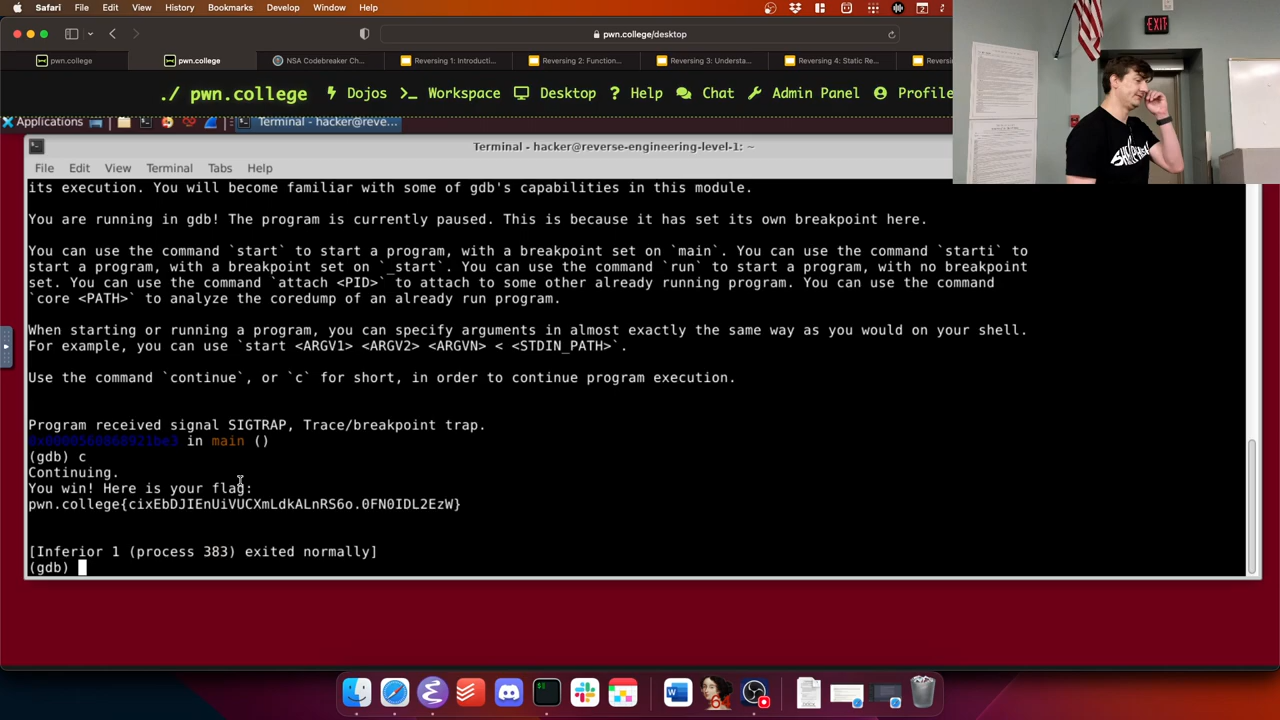 Safari File Edit View History Bookmarks Develop Window Help
pwn.college/desktop
pwn.college
pwn.college
NSA Codebreaker Ch...
Reversing 1: Introducti...
Reversing 2: Function...
Reversing 3: Understa...
Reversing 4: Static Re...
Reversin
./ pwn.college Dojos Workspace Desktop Help Chat Admin Panel Profile
EXIT
Applications Terminal - hacker@reve...
Terminal - hacker@reverse-engineering-level-1: ~
File Edit View Terminal Tabs Help
its execution. You will become familiar with some of gdb's capabilities in this module.
You are running in gdb! The program is currently paused. This is because it has set its own breakpoint here.
You can use the command `start` to start a program, with a breakpoint set on `main`. You can use the command `starti` to
start a program, with a breakpoint set on `_start`. You can use the command `run` to start a program, with no breakpoint
set. You can use the command `attach <PID>` to attach to some other already running program. You can use the command
`core <PATH>` to analyze the coredump of an already run program.
When starting or running a program, you can specify arguments in almost exactly the same way as you would on your shell.
For example, you can use `start <ARGV1> <ARGV2> <ARGVN> < <STDIN_PATH>`.
Use the command `continue`, or `c` for short, in order to continue program execution.
Program received signal SIGTRAP, Trace/breakpoint trap.
0x0000560868921be3 in main ()
(gdb) c
Continuing.
You win! Here is your flag:
pwn.college{cixEbDJIEnUiVUCXmLdkALnRS6o.0FN0IDL2EzW}
[Inferior 1 (process 383) exited normally]
(gdb)